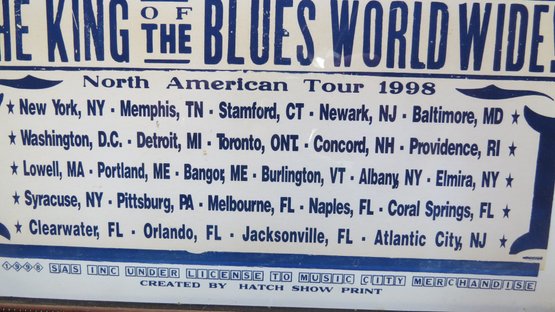 THE KING OF THE BLUES WORLD WIDE.
North American Tour 1998
★ New York, NY - Memphis, TN - Stamford, CT - Newark, NJ - Baltimore, MD ★
★ Washington, D.C. - Detroit, MI - Toronto, ONT. - Concord, NH - Providence, RI ★
★ Lowell, MA - Portland, ME - Bangor, ME - Burlington, VT - Albany, NY - Elmira, NY ★
★ Syracuse, NY - Pittsburg, PA - Melbourne, FL - Naples, FL - Coral Springs, FL ★
★ Clearwater, FL - Orlando, FL - Jacksonville, FL - Atlantic City, NJ ★
©1998 SAS INC UNDER LICENSE TO MUSIC CITY MERCHANDISE
CREATED BY HATCH SHOW PRINT